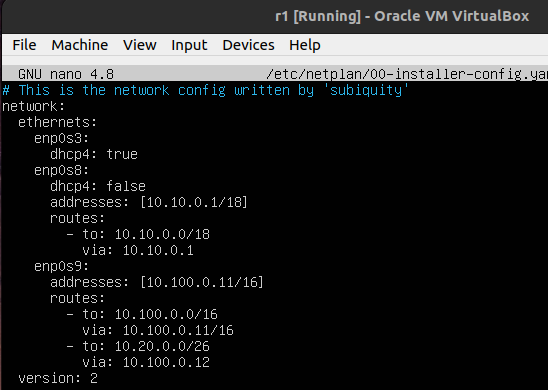 r1 [Running] - Oracle VM VirtualBox
File Machine View Input Devices Help
GNU nano 4.8 /etc/netplan/00-installer-config.yam
# This is the network config written by 'subiquity'
network:
  ethernets:
    enp0s3:
      dhcp4: true
    enp0s8:
      dhcp4: false
      addresses: [10.10.0.1/18]
      routes:
        - to: 10.10.0.0/18
          via: 10.10.0.1
    enp0s9:
      addresses: [10.100.0.11/16]
      routes:
        - to: 10.100.0.0/16
          via: 10.100.0.11/16
        - to: 10.20.0.0/26
          via: 10.100.0.12
  version: 2